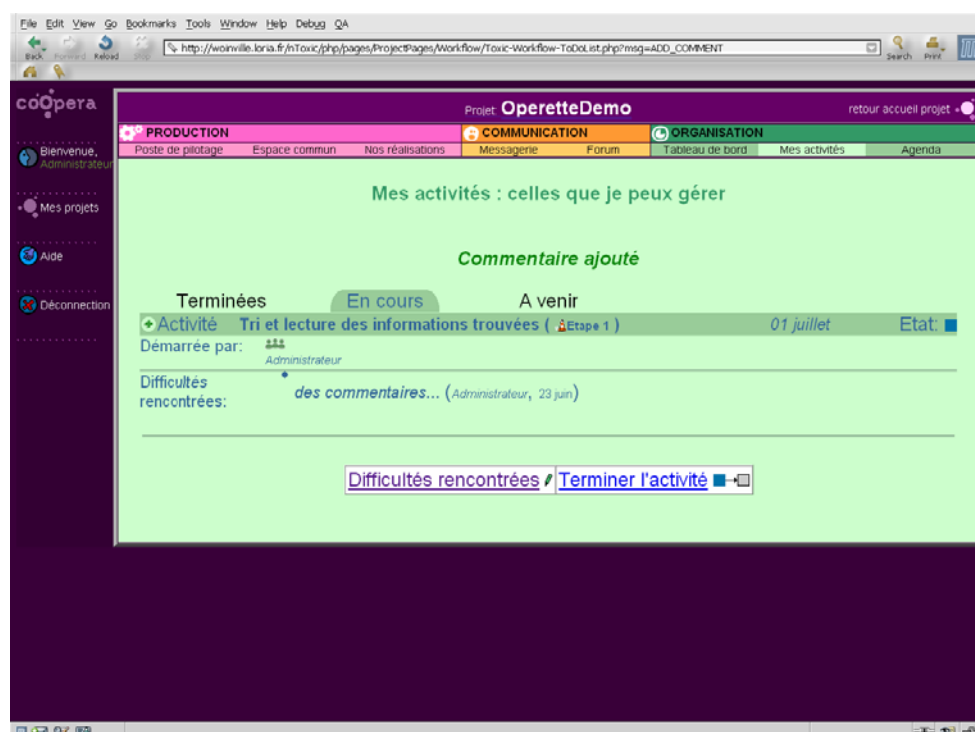 File Edit View Go Bookmarks Tools Window Help Debug QA
Back Forward Reload Stop http://woinville.loria.fr/nToxic/php/pages/ProjectPages/Workflow/Toxic-Workflow-ToDoList.php?msg=ADD_COMMENT Search Print
coopera
Projet: OperetteDemo retour accueil projet
PRODUCTION COMMUNICATION ORGANISATION
Poste de pilotage Espace commun Nos réalisations Messagerie Forum Tableau de bord Mes activités Agenda
Bienvenue,
Administrateur
Mes projets
Aide
Déconnection
Mes activités : celles que je peux gérer
Commentaire ajouté
Terminées En cours A venir
Activité Tri et lecture des informations trouvées ( Etape 1 ) 01 juillet Etat:
Démarrée par:
Administrateur
Difficultés
rencontrées:
des commentaires... (Administrateur, 23 juin)
Difficultés rencontrées Terminer l'activité